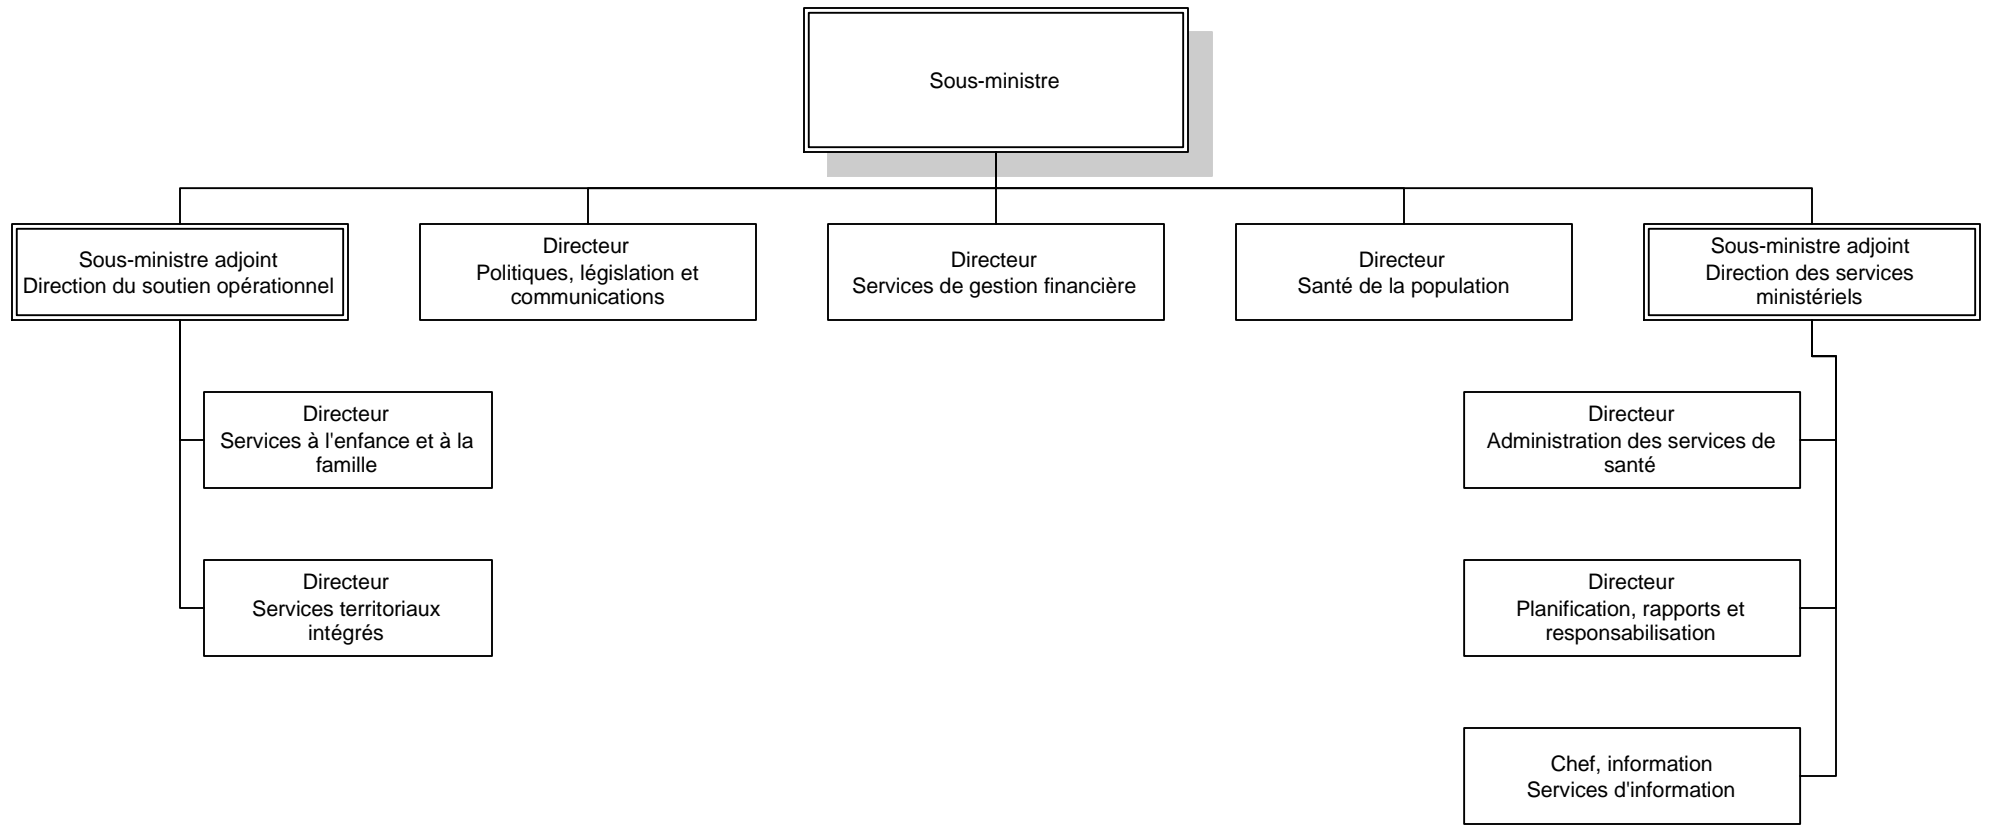 Sous-ministre
Sous-ministre adjoint
Direction du soutien opérationnel
Directeur
Politiques, législation et
communications
Directeur
Services de gestion financière
Directeur
Santé de la population
Sous-ministre adjoint
Direction des services
ministériels
Directeur
Services à l'enfance et à la
famille
Directeur
Services territoriaux
intégrés
Directeur
Administration des services de
santé
Directeur
Planification, rapports et
responsabilisation
Chef, information
Services d'information